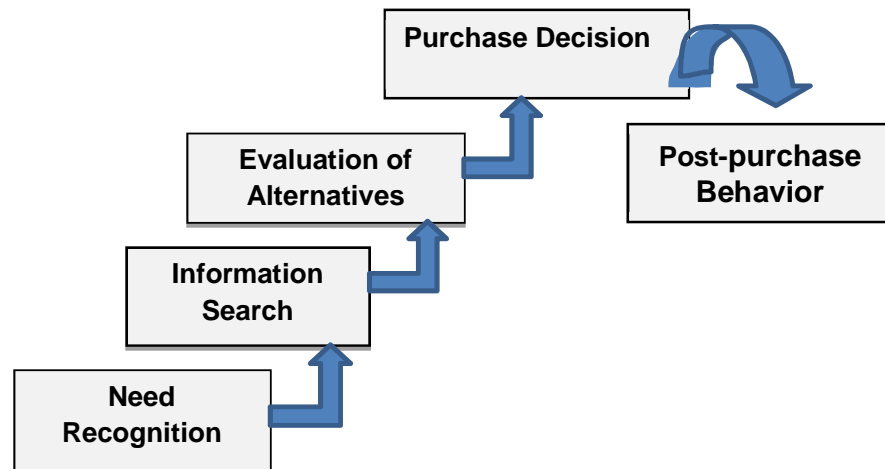 Purchase Decision
Post-purchase
Behavior
Evaluation of
Alternatives
Information
Search
Need
Recognition